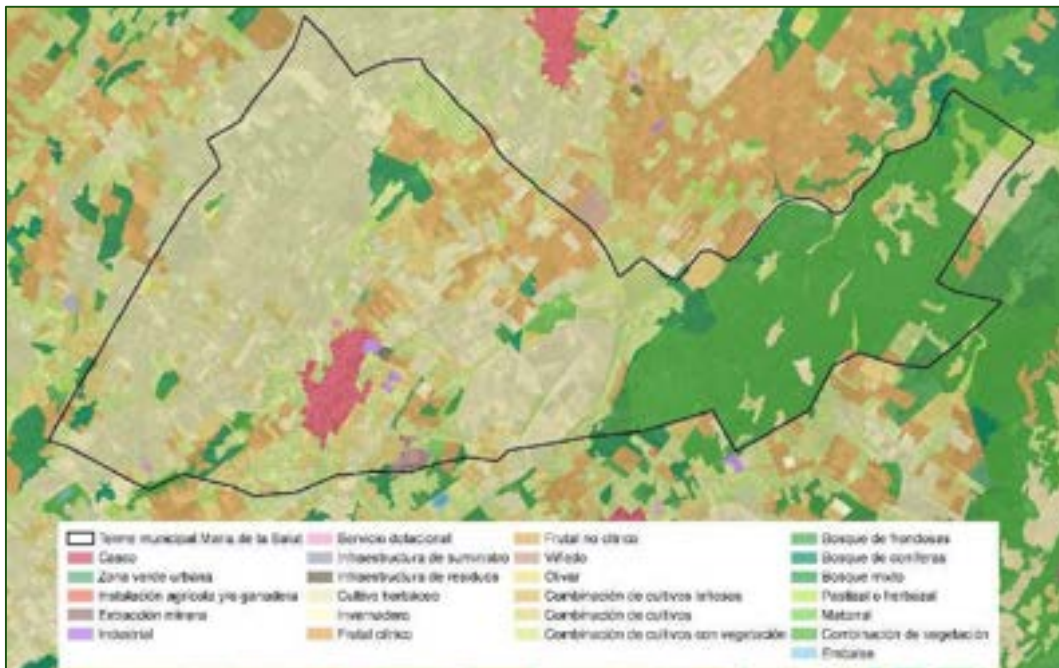 Terme municipal Maria de la Salut
Casco
Zona verde urbana
Instalación agrícola y/o ganadera
Extracción minera
Industrial
Servicio dotacional
Infraestructura de suministro
Infraestructura de residuos
Cultivo herbáceo
Invernadero
Frutal cítrico
Frutal no cítrico
Viñedo
Olivar
Combinación de cultivos leñosos
Combinación de cultivos
Combinación de cultivos con vegetación
Bosque de frondosas
Bosque de coníferas
Bosque mixto
Pastizal o herbazal
Matorral
Combinación de vegetación
Embalse